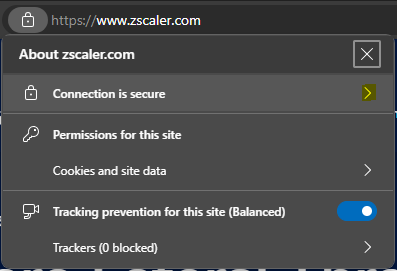 https://www.zscaler.com
About zscaler.com
Connection is secure
Permissions for this site
Cookies and site data
Tracking prevention for this site (Balanced)
Trackers (0 blocked)